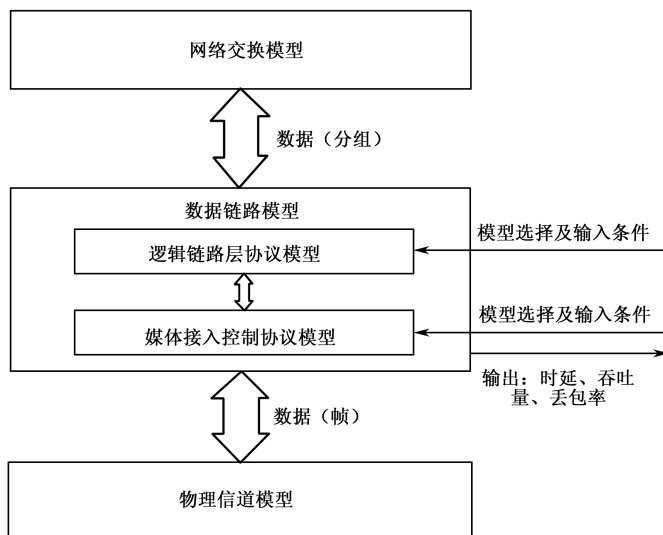 网络交换模型
数据（分组）
数据链路模型
逻辑链路层协议模型
模型选择及输入条件
媒体接入控制协议模型
模型选择及输入条件
输出：时延、吞吐
量、丢包率
数据（帧）
物理信道模型